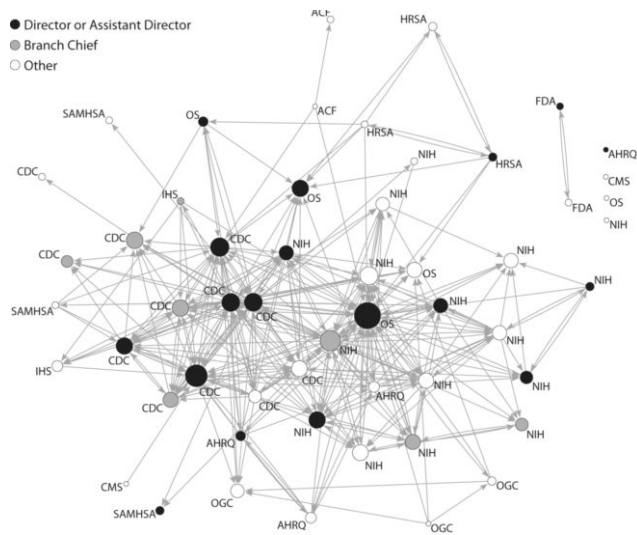 Director or Assistant Director
Branch Chief
Other
ACF
HRSA
SAMHSA
OS
ACF
HRSA
FDA
AHRQ
CDC
IHS
NIH
HRSA
CMS
OS
FDA
NIH
OS
NIH
CDC
CDC
NIH
CDC
NIH
OS
NIH
CDC
CDC
CDC
NIH
SAMHSA
OS
NIH
CDC
NIH
IHS
CDC
CDC
NIH
NIH
CDC
CDC
AHRQ
AHRQ
NIH
NIH
NIH
NIH
CMS
OGC
OGC
SAMHSA
AHRQ
OGC